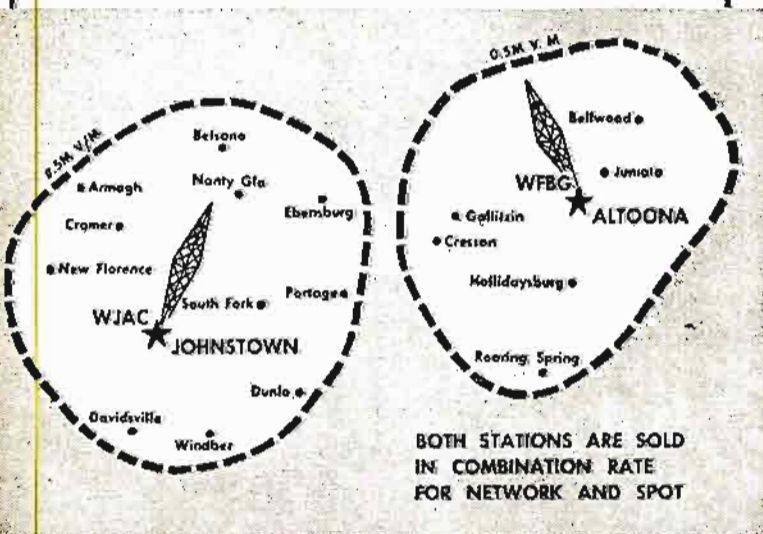 0.5M V/M
Belsano
Nanty Glo
Armagh
Ebensburg
Cramer
New Florence
South Fork
Portage
WJAC
JOHNSTOWN
Dunlo
Davidsville
Windber
0.5M V. M
Bellwood
Juniata
WFBG
ALTOONA
Gallitzin
Cresson
Hollidaysburg
Roaring Spring
BOTH STATIONS ARE SOLD
IN COMBINATION RATE
FOR NETWORK AND SPOT